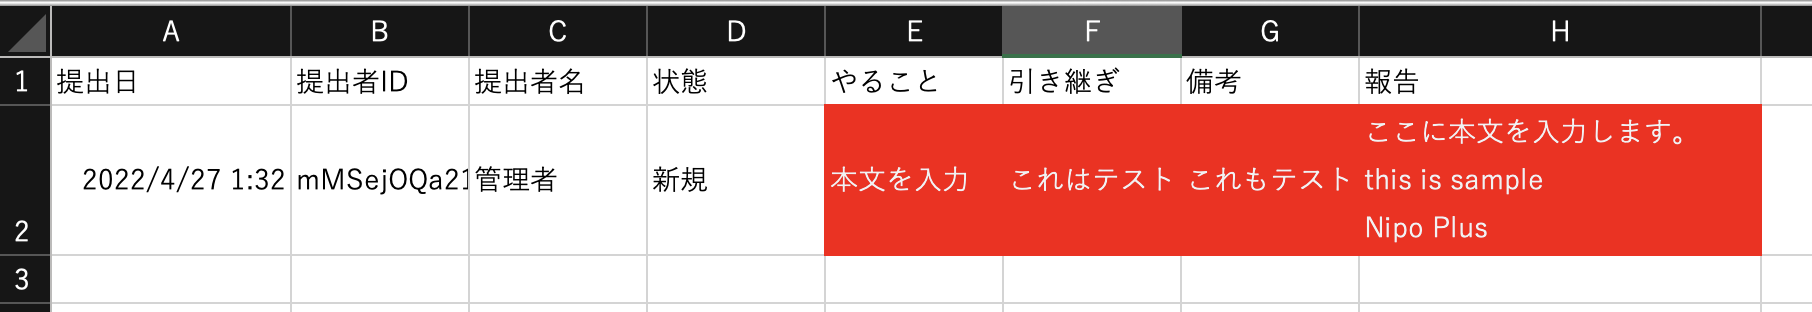 A B C D E F G H
1 提出日 提出者ID 提出者名 状態 やること 引き継ぎ 備考 報告
2 2022/4/27 1:32 mMSejOQa21 管理者 新規 本文を入力 これはテスト これもテスト ここに本文を入力します。
this is sample
Nipo Plus
3